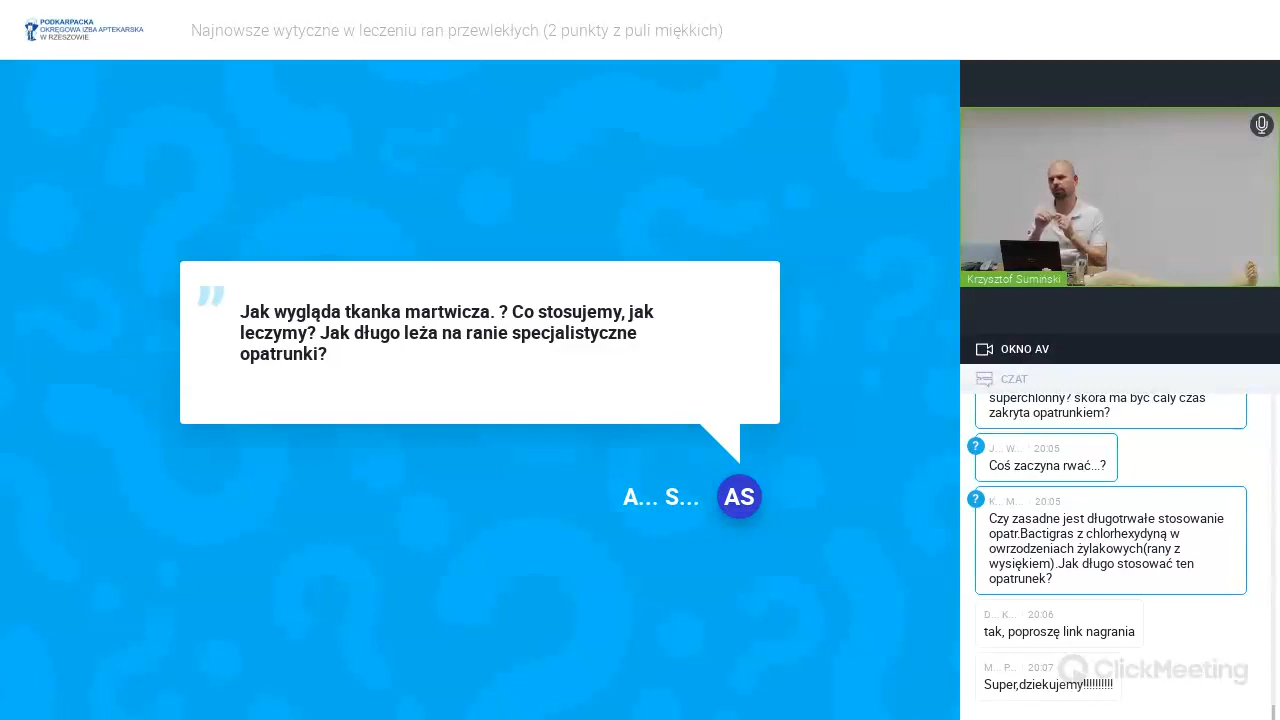 PODKARPACKA
OKRĘGOWA IZBA APTEKARSKA
W RZESZOWIE
Najnowsze wytyczne w leczeniu ran przewlekłych (2 punkty z puli miękkich)
Jak wygląda tkanka martwicza. ? Co stosujemy, jak
leczymy? Jak długo leża na ranie specjalistyczne
opatrunki?
A... S...
AS
Krzysztof Sumiński
OKNO AV
CZAT
superchłonny? skóra ma być cały czas
zakryta opatrunkiem?
J... W... 20:05
Coś zaczyna rwać...?
K... M... 20:05
Czy zasadne jest długotrwałe stosowanie
opatr.Bactigras z chlorhexydyną w
owrzodzeniach żylakowych(rany z
wysiękiem).Jak długo stosować ten
opatrunek?
D... K... 20:06
tak, poproszę link nagrania
M... P... 20:07
Super,dziekujemy!!!!!!!!!!
ClickMeeting